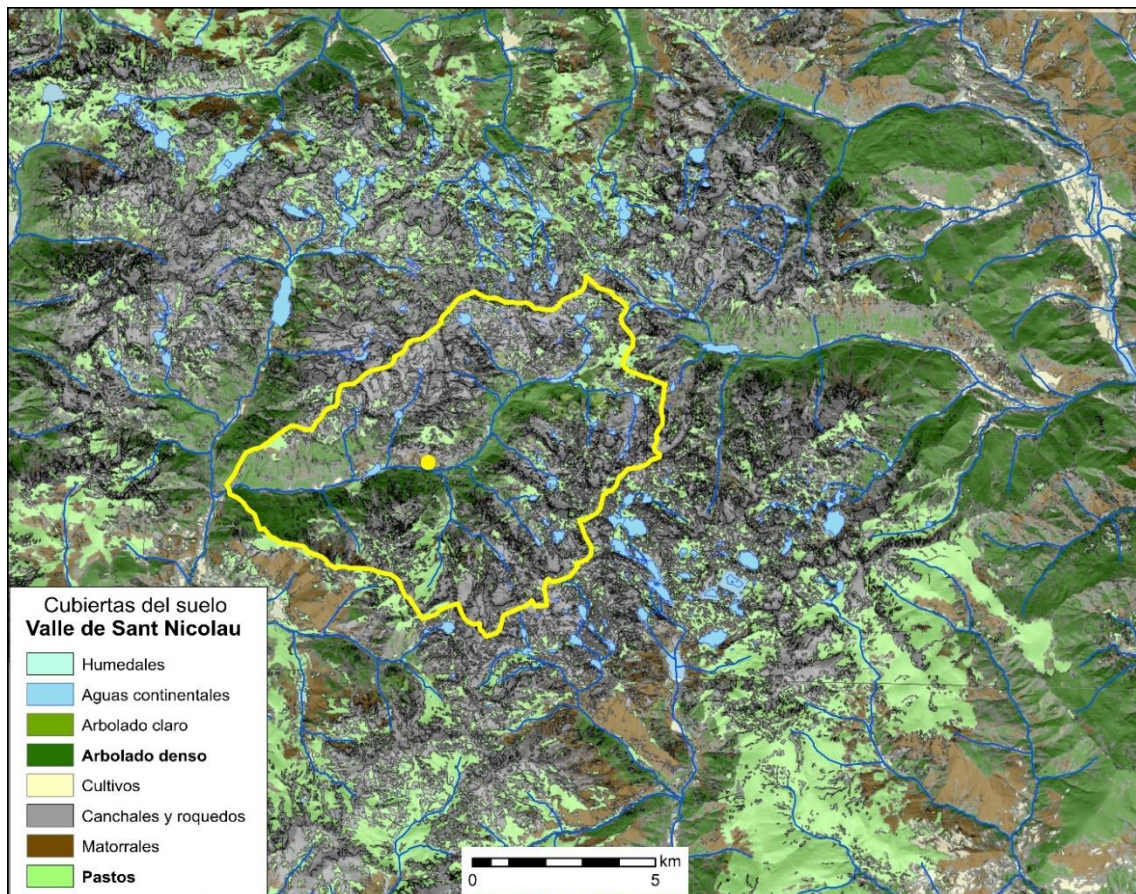 Cubiertas del suelo
Valle de Sant Nicolau
Humedales
Aguas continentales
Arbolado claro
Arbolado denso
Cultivos
Canchales y roquedos
Matorrales
Pastos
km
0 5